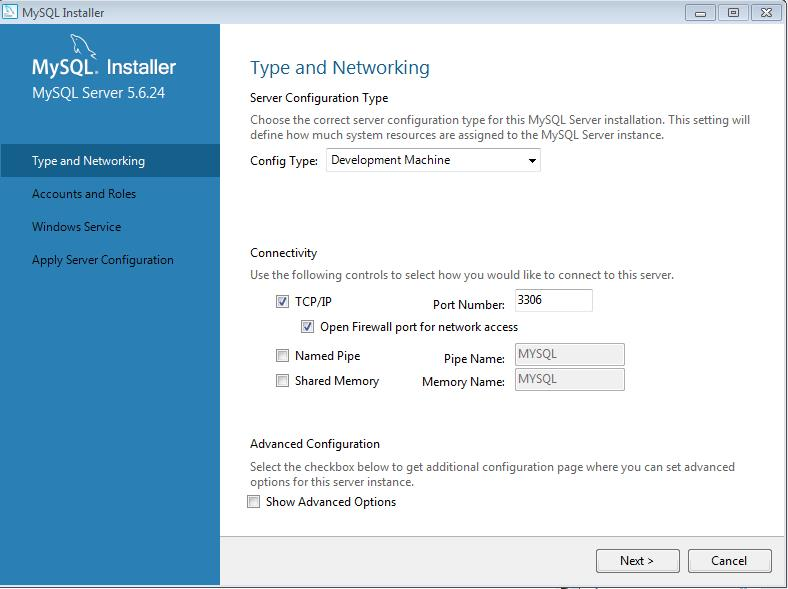 MySQL Installer
MySQL. Installer
MySQL Server 5.6.24
Type and Networking
Accounts and Roles
Windows Service
Apply Server Configuration
Type and Networking
Server Configuration Type
Choose the correct server configuration type for this MySQL Server installation. This setting will
define how much system resources are assigned to the MySQL Server instance.
Config Type: Development Machine
Connectivity
Use the following controls to select how you would like to connect to this server.
TCP/IP Port Number: 3306
Open Firewall port for network access
Named Pipe Pipe Name: MYSQL
Shared Memory Memory Name: MYSQL
Advanced Configuration
Select the checkbox below to get additional configuration page where you can set advanced
options for this server instance.
Show Advanced Options
Next > Cancel